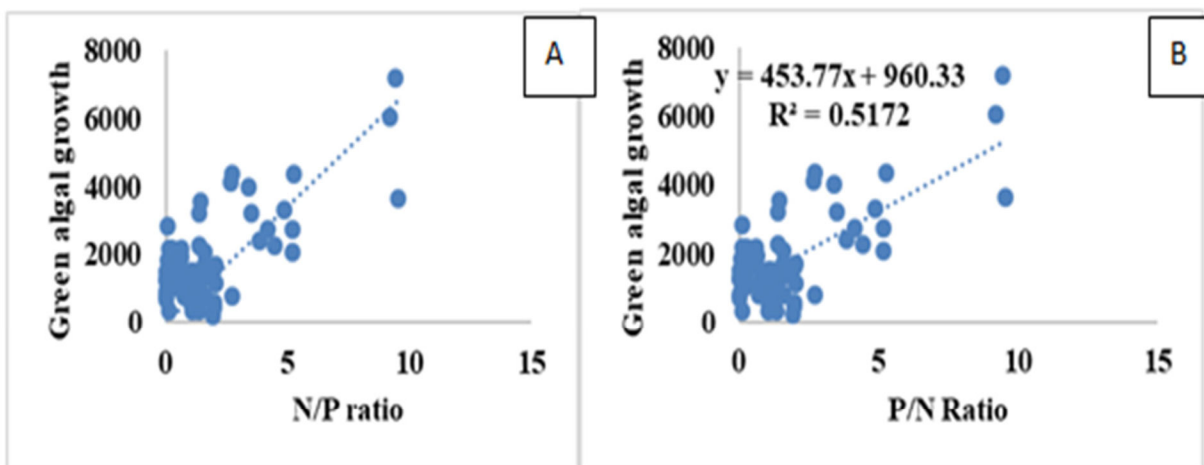 A
Green algal growth
8000
6000
4000
2000
0
0 5 10 15
N/P ratio
B
Green algal growth
8000
6000
4000
2000
0
y = 453.77x + 960.33
R² = 0.5172
0 5 10 15
P/N Ratio